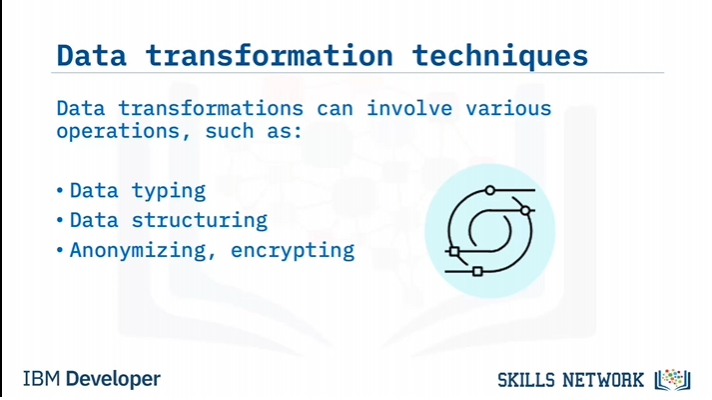 Data transformation techniques
Data transformations can involve various
operations, such as:
• Data typing
• Data structuring
• Anonymizing, encrypting
IBM Developer
SKILLS NETWORK